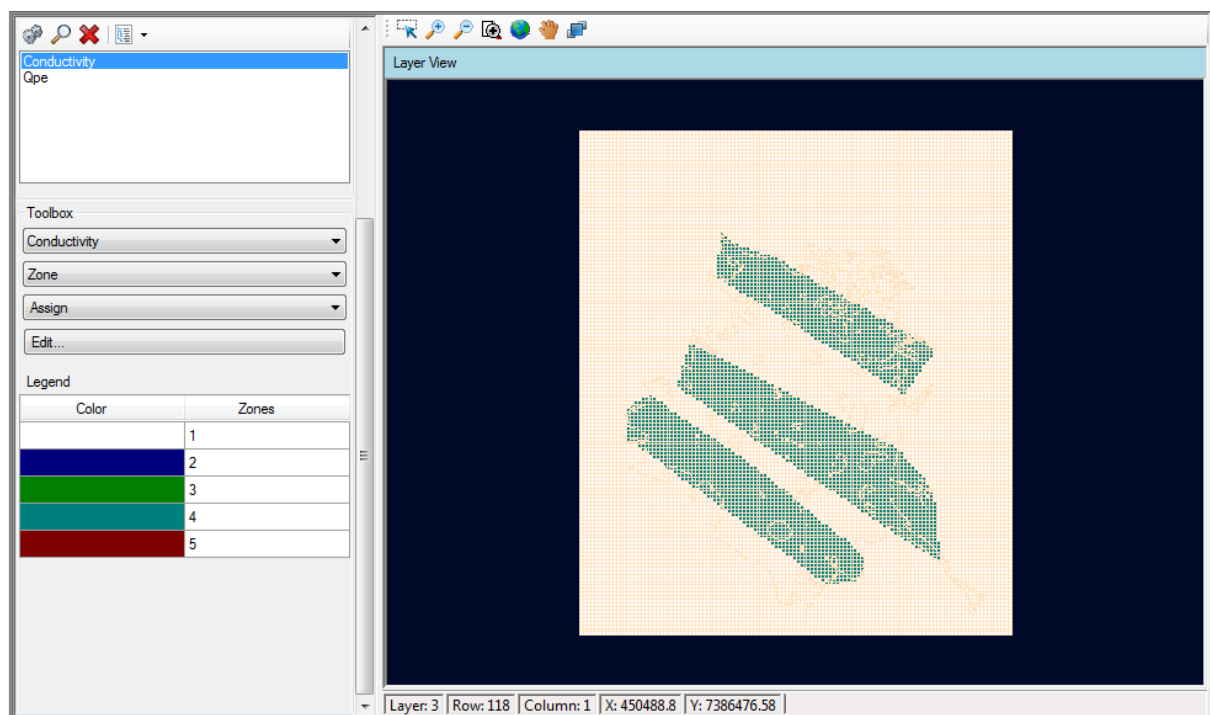 Conductivity
Qpe
Toolbox
Conductivity
Zone
Assign
Edit...
Legend
Color Zones
1
2
3
4
5
Layer View
Layer: 3 Row: 118 Column: 1 X: 450488.8 Y: 7386476.58